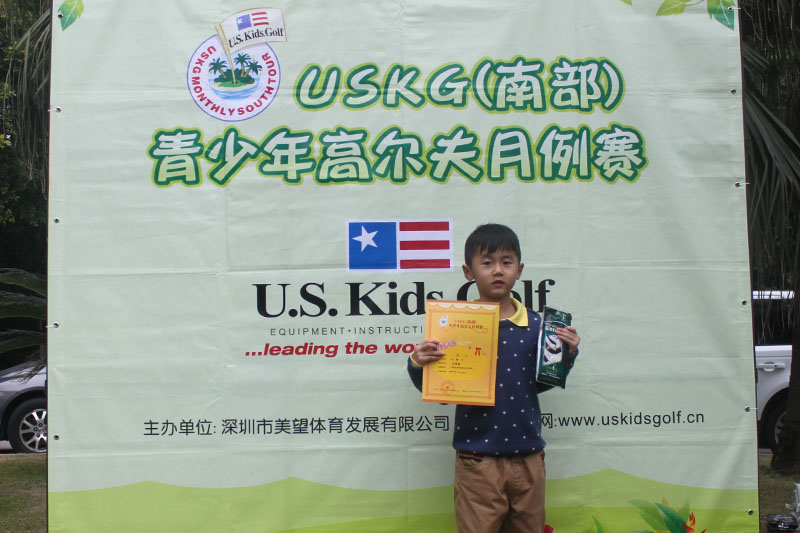 U.S. Kids.Golf
USKG MONTHLY SOUTH TOUR
USKG(南部)
青少年高尔夫月例赛
U.S. Kids Golf
EQUIPMENT·INSTRUCTI
...leading the wo
主办单位: 深圳市美望体育发展有限公司 网:www.uskidsgolf.cn